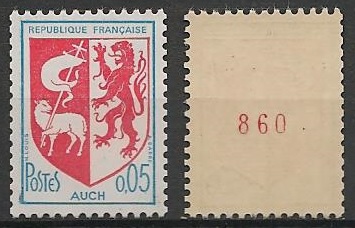 REPUBLIQUE FRANÇAISE
POSTES
0,05
AUCH
860